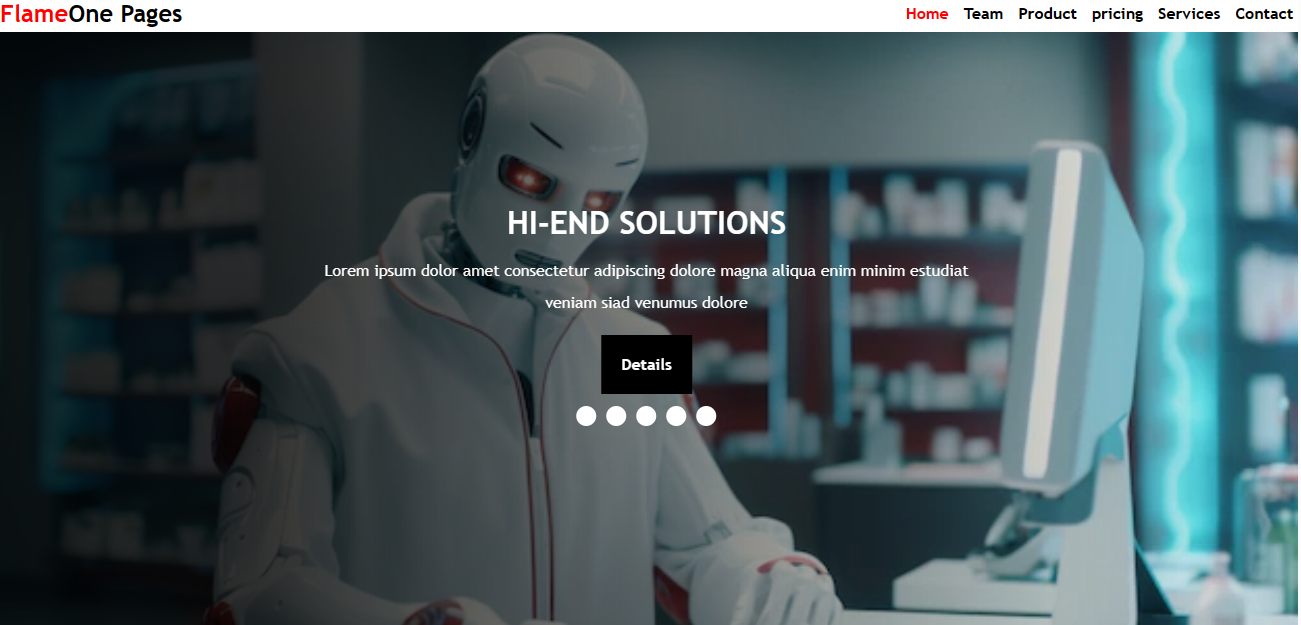 FlameOne Pages
Home Team Product pricing Services Contact
HI-END SOLUTIONS
Lorem ipsum dolor amet consectetur adipiscing dolore magna aliqua enim minim estudiat
veniam siad venumus dolore
Details